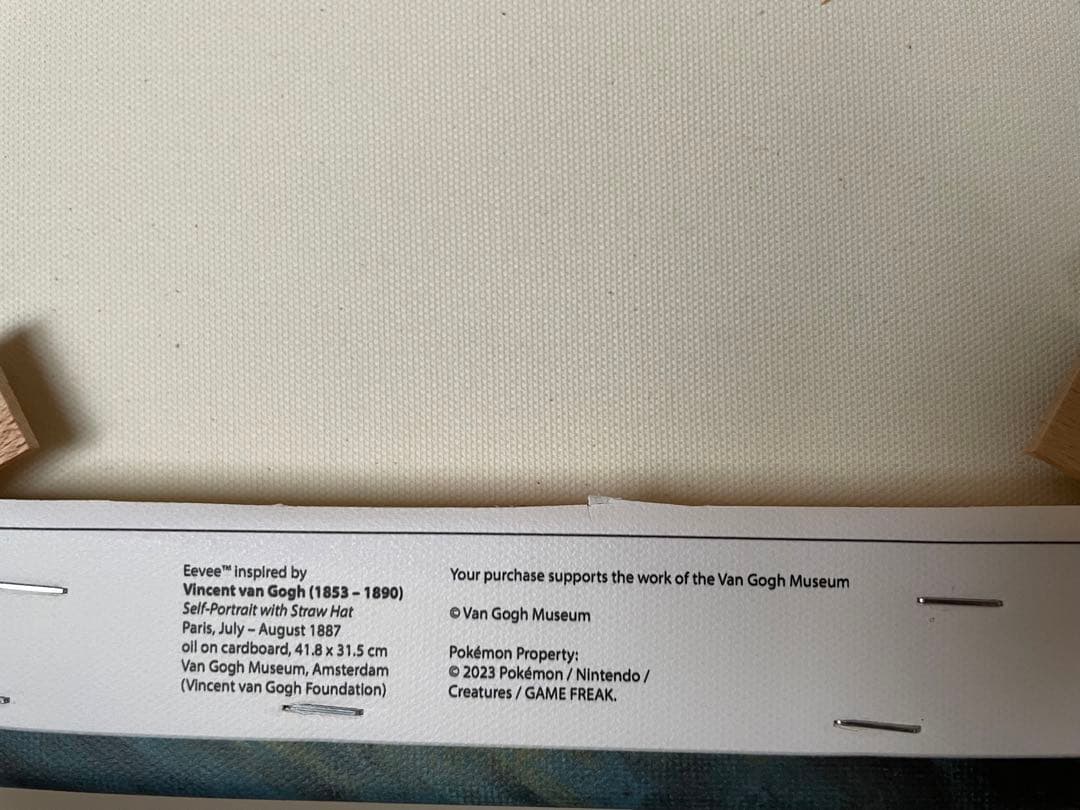 Eevee™ inspired by
Vincent van Gogh (1853 – 1890)
Self-Portrait with Straw Hat
Paris, July – August 1887
oil on cardboard, 41.8 x 31.5 cm
Van Gogh Museum, Amsterdam
(Vincent van Gogh Foundation)
Your purchase supports the work of the Van Gogh Museum
© Van Gogh Museum
Pokémon Property:
© 2023 Pokémon / Nintendo /
Creatures / GAME FREAK.